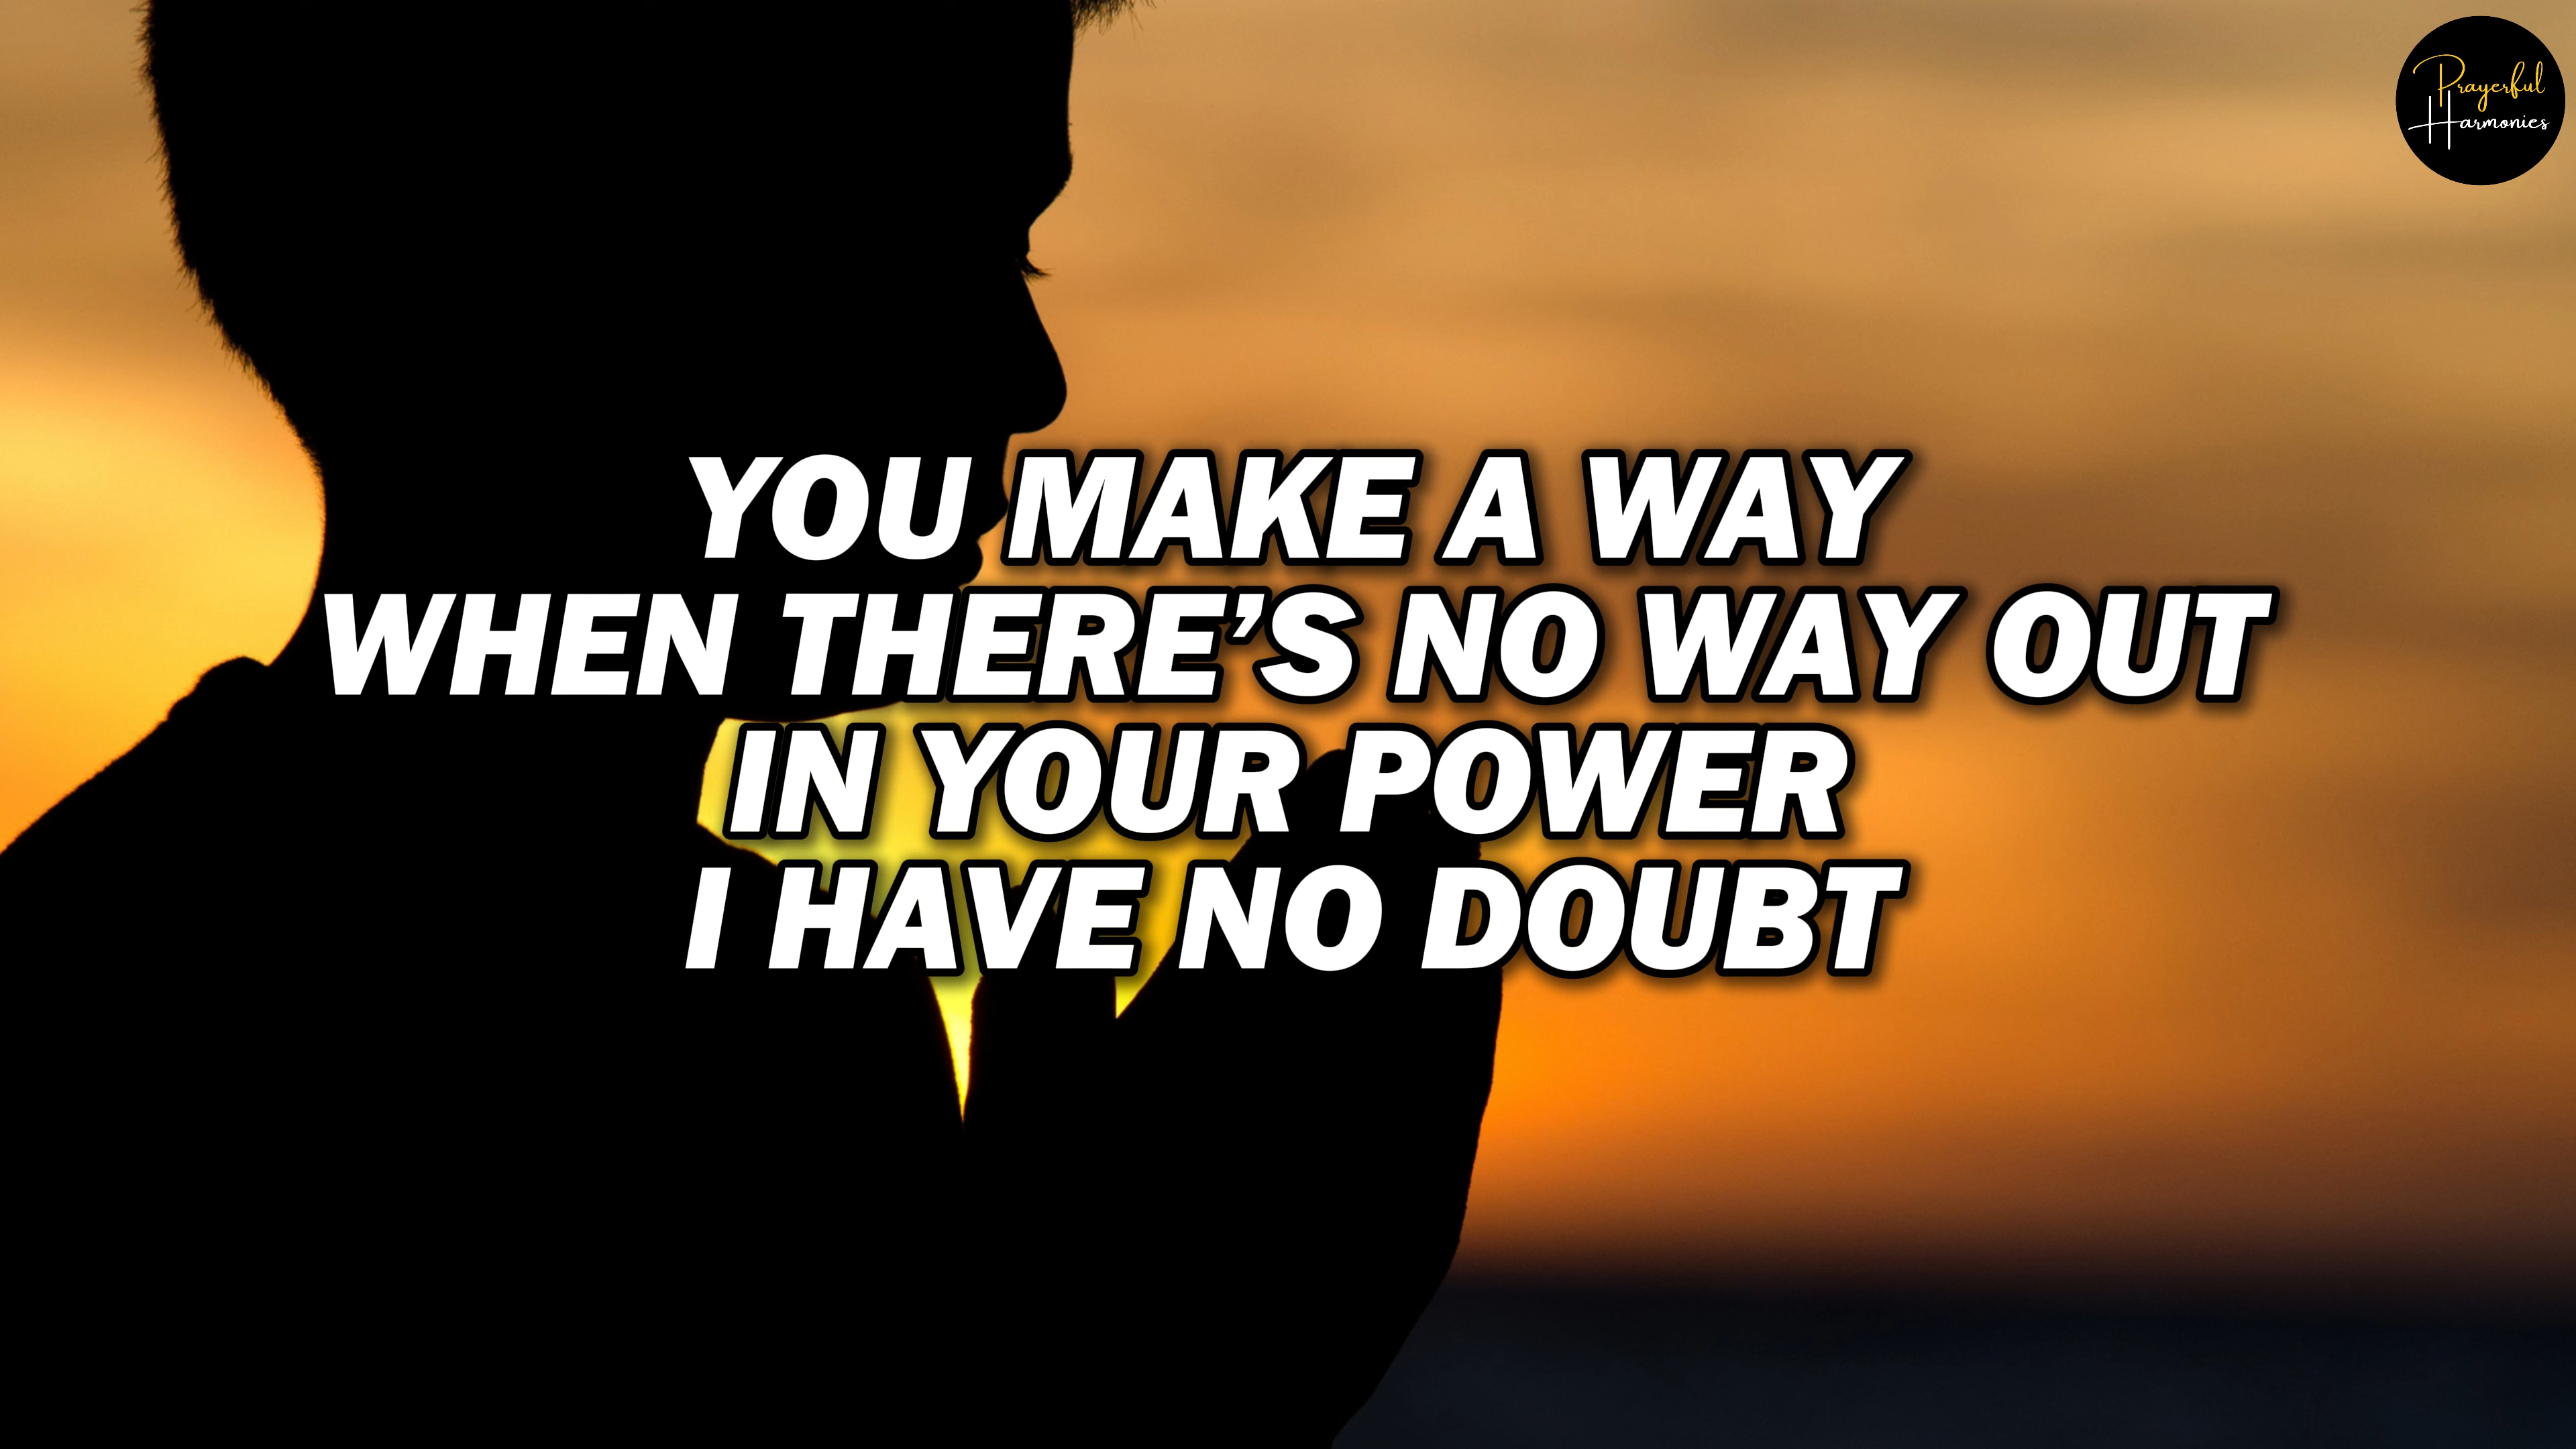 Prayerful
Harmonies
YOU MAKE A WAY
WHEN THERE’S NO WAY OUT
IN YOUR POWER
I HAVE NO DOUBT